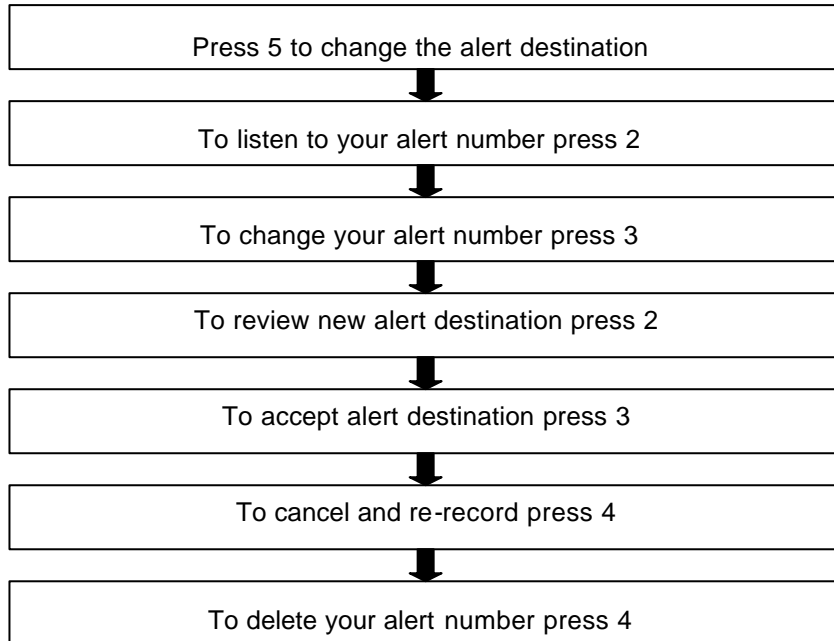 Press 5 to change the alert destination
To listen to your alert number press 2
To change your alert number press 3
To review new alert destination press 2
To accept alert destination press 3
To cancel and re-record press 4
To delete your alert number press 4